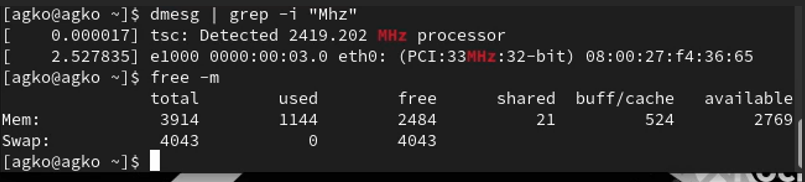 [agko@agko ~]$ dmesg | grep -i "Mhz"
[    0.000017] tsc: Detected 2419.202 MHz processor
[    2.527835] e1000 0000:00:03.0 eth0: (PCI:33MHz:32-bit) 08:00:27:f4:36:65
[agko@agko ~]$ free -m
               total        used        free      shared  buff/cache   available
Mem:            3914        1144        2484          21         524        2769
Swap:           4043           0        4043
[agko@agko ~]$